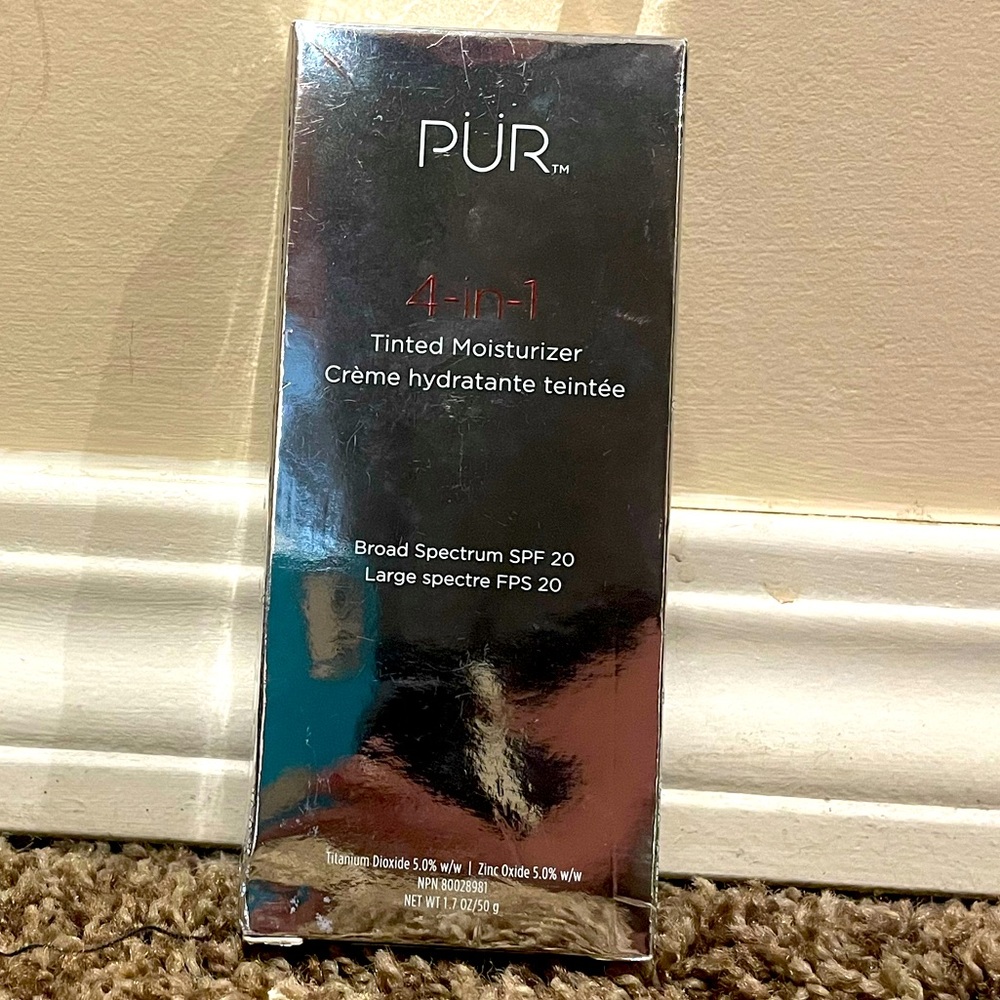 PÜR™
4-in-1
Tinted Moisturizer
Crème hydratante teintée
Broad Spectrum SPF 20
Large spectre FPS 20
Titanium Dioxide 5.0% w/w | Zinc Oxide 5.0% w/w
NPN 80028981
NET WT 1.7 OZ/50 g